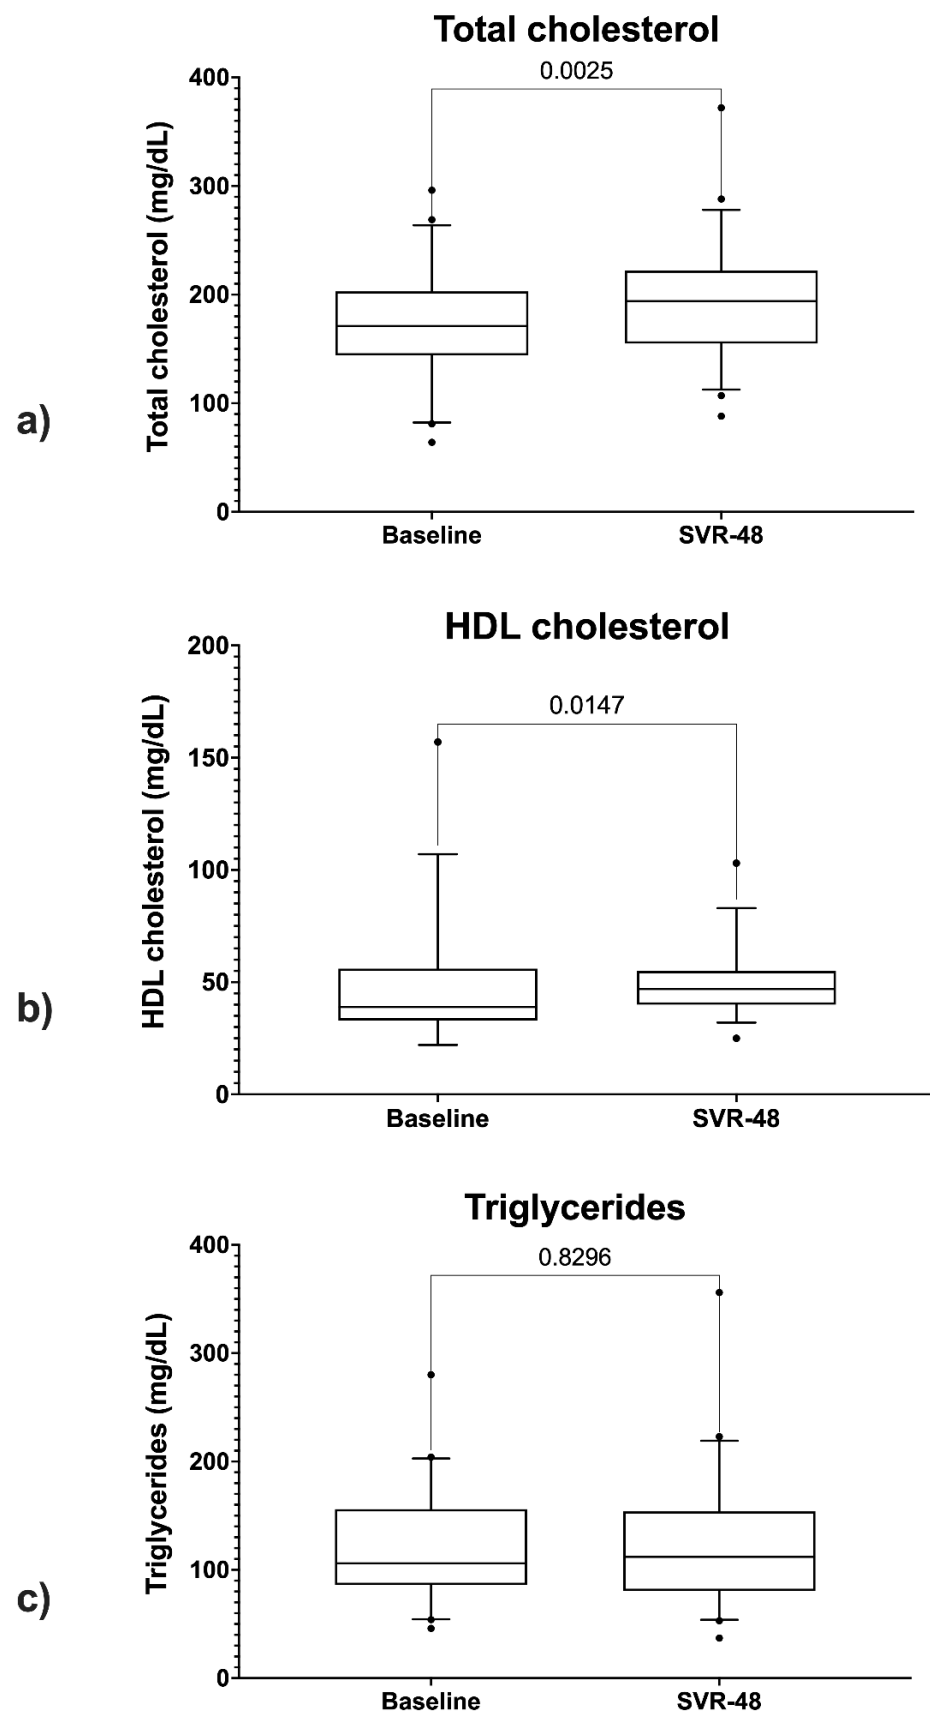 Total cholesterol
0.0025
Total cholesterol (mg/dL)
400
300
200
100
0
a)
Baseline SVR-48
HDL cholesterol
0.0147
HDL cholesterol (mg/dL)
200
150
100
50
0
b)
Baseline SVR-48
Triglycerides
0.8296
Triglycerides (mg/dL)
400
300
200
100
0
c)
Baseline SVR-48